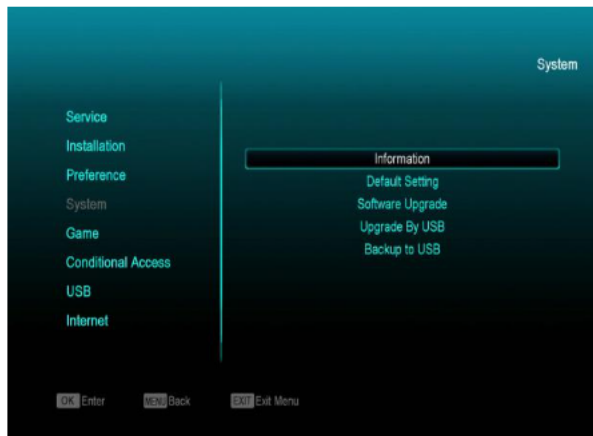 System
Service
Installation
Preference
System
Game
Conditional Access
USB
Internet
Information
Default Setting
Software Upgrade
Upgrade By USB
Backup to USB
OK Enter MENU Back EXIT Exit Menu